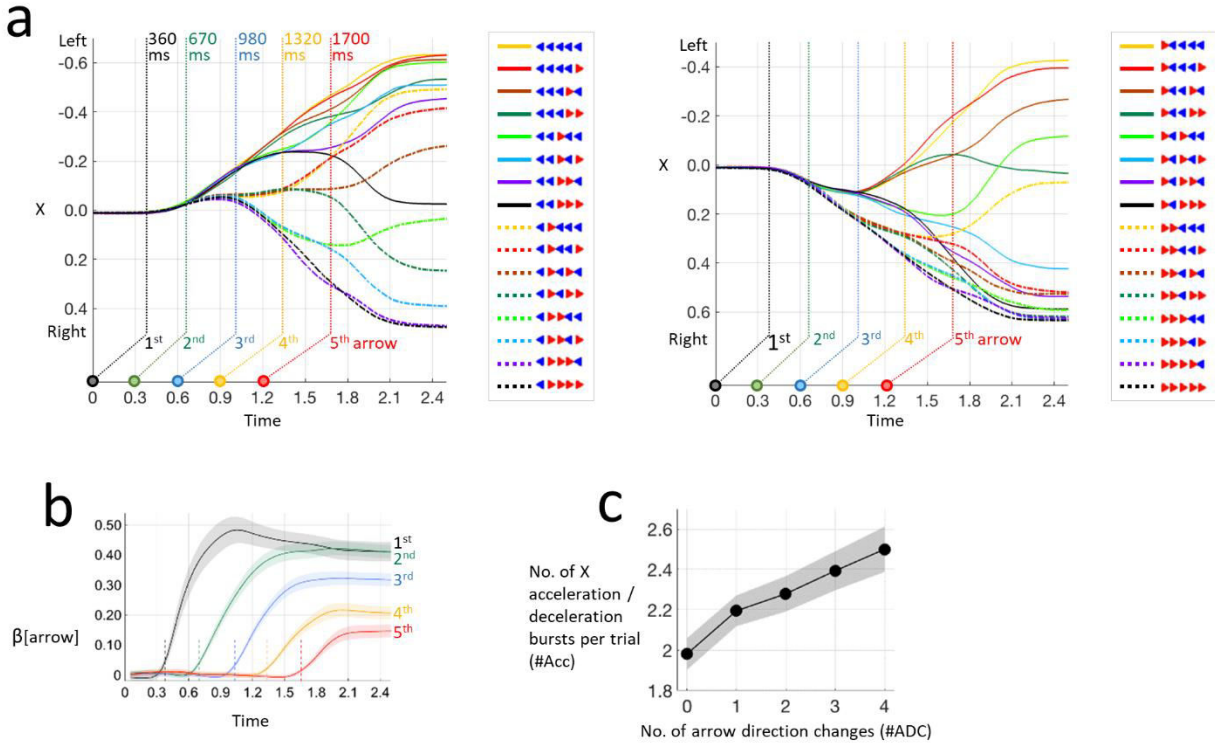 a
Left
-0.6
-0.4
-0.2
X
0.0
0.2
0.4
Right
360 ms
670 ms
980 ms
1320 ms
1700 ms
1st
2nd
3rd
4th
5th arrow
0 0.3 0.6 0.9 1.2 1.5 1.8 2.1 2.4
Time
Left
-0.4
-0.2
X
0.0
0.2
0.4
0.6
Right
1st
2nd
3rd
4th
5th arrow
0 0.3 0.6 0.9 1.2 1.5 1.8 2.1 2.4
Time
b
0.50
0.40
0.30
0.20
0.10
0
β[arrow]
1st
2nd
3rd
4th
5th
0 0.3 0.6 0.9 1.2 1.5 1.8 2.1 2.4
Time
c
No. of X
acceleration /
deceleration
bursts per trial
(#Acc)
2.6
2.4
2.2
2
1.8
0 1 2 3 4
No. of arrow direction changes (#ADC)